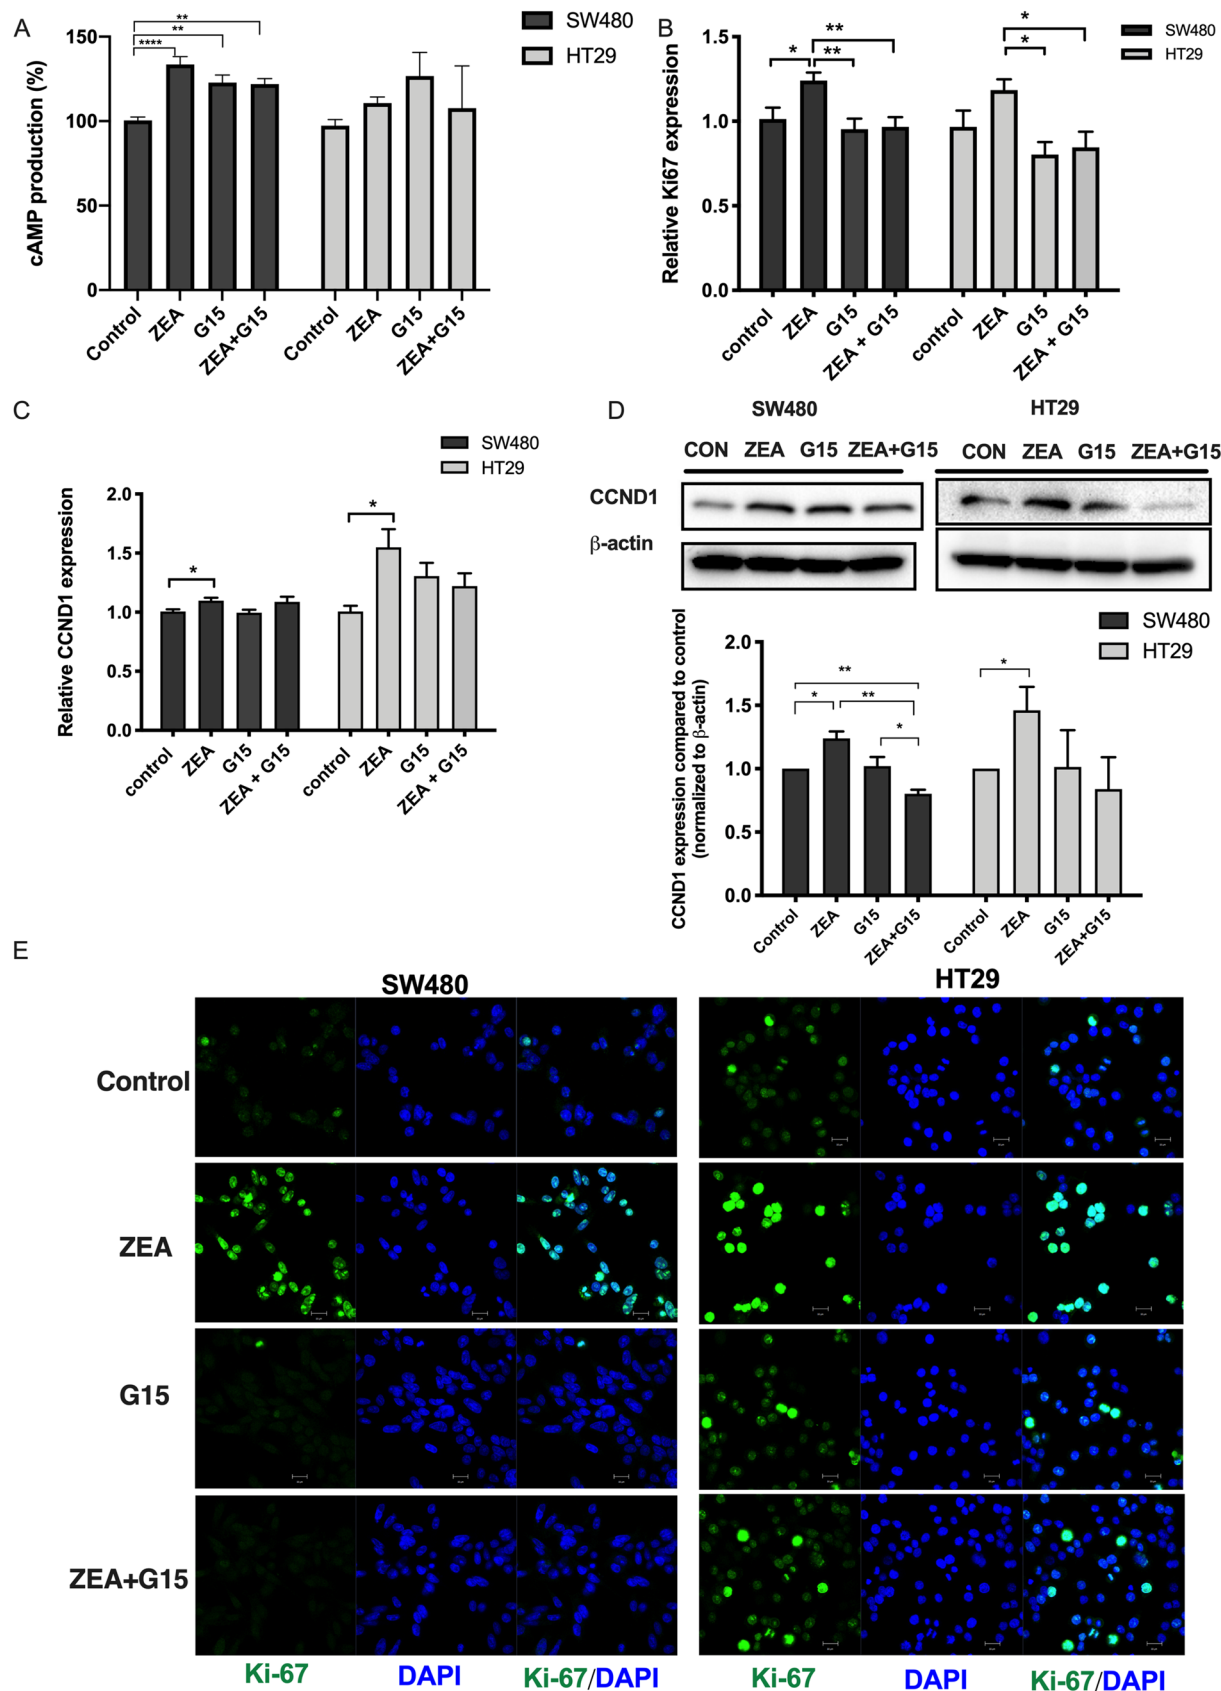 A
SW480
HT29
** 
**
****
cAMP production (%)
150
100
50
0
Control
ZEA
G15
ZEA+G15
Control
ZEA
G15
ZEA+G15
B
SW480
HT29
*
**
**
*
*
Relative Ki67 expression
1.5
1.0
0.5
0.0
control
ZEA
G15
ZEA + G15
control
ZEA
G15
ZEA + G15
C
SW480
HT29
*
*
Relative CCND1 expression
2.0
1.5
1.0
0.5
0.0
control
ZEA
G15
ZEA + G15
control
ZEA
G15
ZEA + G15
D
SW480
HT29
CON ZEA G15 ZEA+G15
CON ZEA G15 ZEA+G15
CCND1
β-actin
SW480
HT29
**
*
**
*
*
CCND1 expression compared to control
(normalized to β-actin)
2.0
1.5
1.0
0.5
0.0
Control
ZEA
G15
ZEA+G15
Control
ZEA
G15
ZEA+G15
E
SW480
HT29
Control
ZEA
G15
ZEA+G15
Ki-67
DAPI
Ki-67/DAPI
Ki-67
DAPI
Ki-67/DAPI